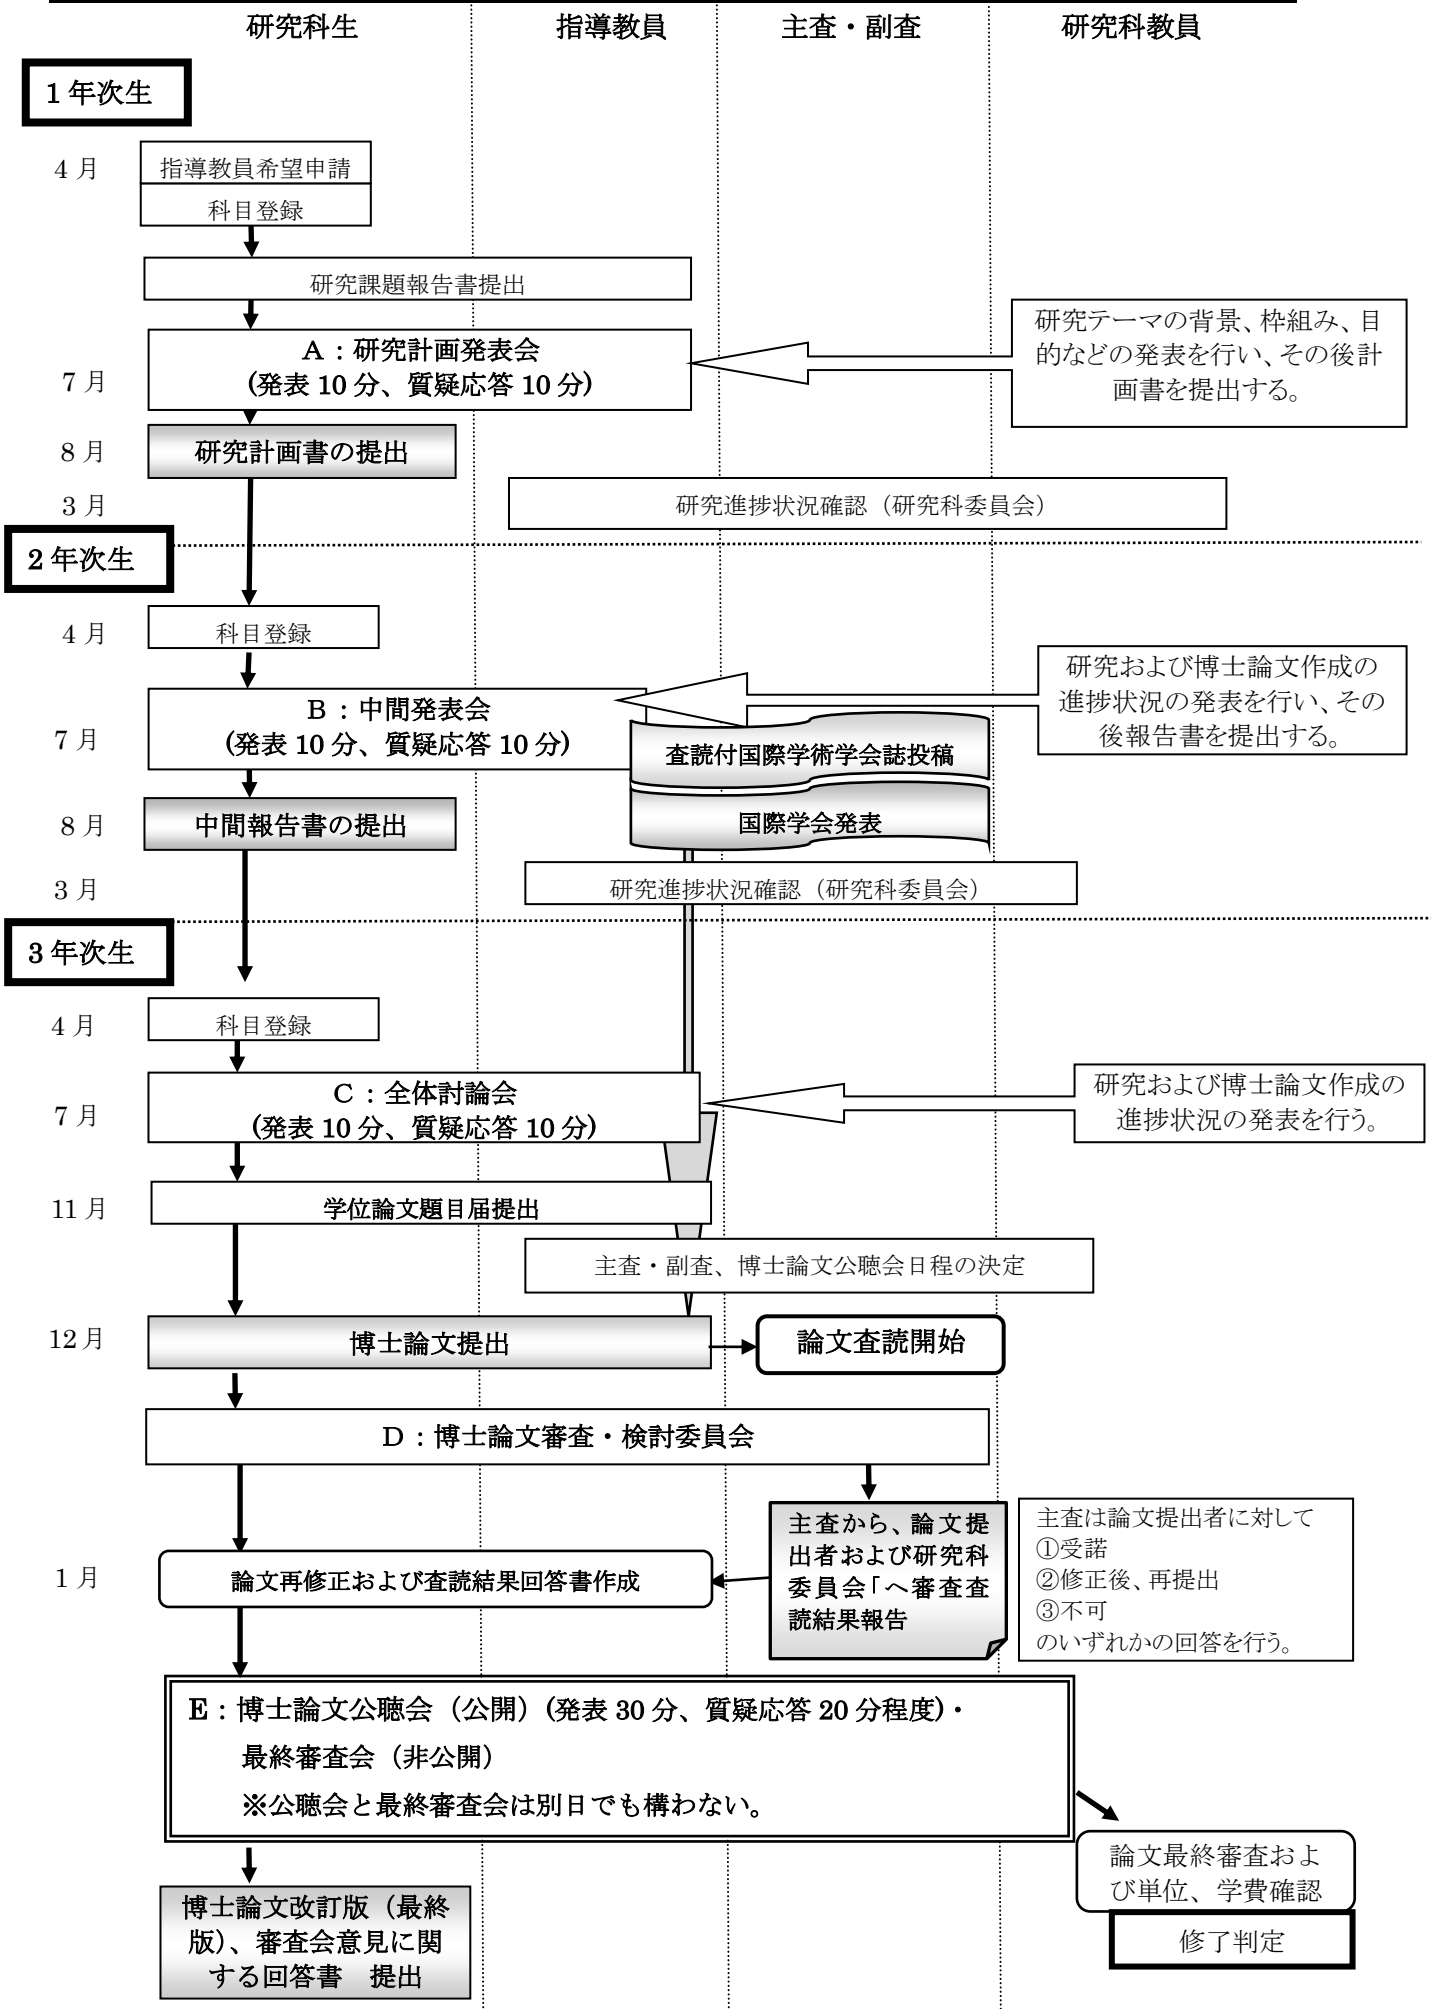 研究科生　指導教員　主査・副査　研究科教員
1 年次生
4 月
指導教員希望申請
科目登録
研究課題報告書提出
7 月
A：研究計画発表会
(発表 10 分、質疑応答 10 分)
研究テーマの背景、枠組み、目
的などの発表を行い、その後計
画書を提出する。
8 月
研究計画書の提出
3 月
研究進捗状況確認（研究科委員会）
2 年次生
4 月
科目登録
7 月
B：中間発表会
(発表 10 分、質疑応答 10 分)
研究および博士論文作成の
進捗状況の発表を行い、その
後報告書を提出する。
査読付国際学術学会誌投稿
国際学会発表
8 月
中間報告書の提出
3 月
研究進捗状況確認（研究科委員会）
3 年次生
4 月
科目登録
7 月
C：全体討論会
(発表 10 分、質疑応答 10 分)
研究および博士論文作成の
進捗状況の発表を行う。
11 月
学位論文題目届提出
主査・副査、博士論文公聴会日程の決定
12 月
博士論文提出
論文査読開始
D：博士論文審査・検討委員会
主査から、論文提
出者および研究科
委員会「へ審査査
読結果報告
主査は論文提出者に対して
①受諾
②修正後、再提出
③不可
のいずれかの回答を行う。
1 月
論文再修正および査読結果回答書作成
E：博士論文公聴会（公開）(発表 30 分、質疑応答 20 分程度)・
最終審査会（非公開）
※公聴会と最終審査会は別日でも構わない。
論文最終審査およ
び単位、学費確認
修了判定
博士論文改訂版（最終
版）、審査会意見に関
する回答書　提出